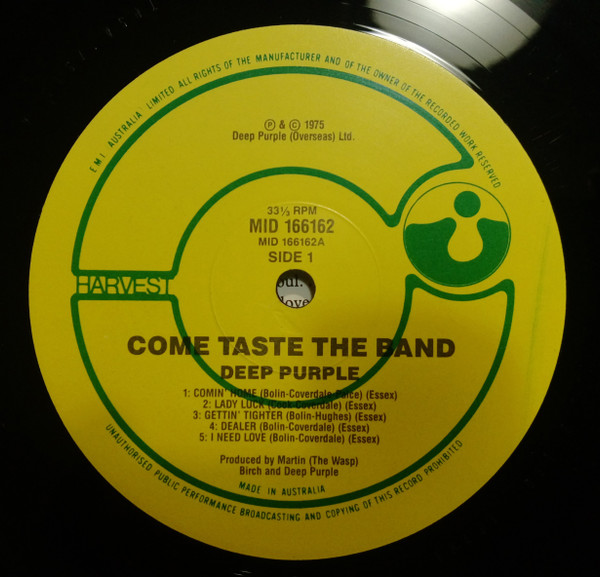 E.M.I. AUSTRALIA LIMITED ALL RIGHTS OF THE MANUFACTURER AND OF THE OWNER OF THE RECORDED WORK RESERVED
Ⓟ & © 1975
Deep Purple (Overseas) Ltd.
33⅓ RPM
MID 166162
MID 166162A
SIDE 1
HARVEST
our.
love
COME TASTE THE BAND
DEEP PURPLE
1: COMIN' HOME (Bolin-Coverdale-Paice) (Essex)
2: LADY LUCK (Cook-Coverdale) (Essex)
3: GETTIN' TIGHTER (Bolin-Hughes) (Essex)
4: DEALER (Bolin-Coverdale) (Essex)
5: I NEED LOVE (Bolin-Coverdale) (Essex)
Produced by Martin (The Wasp)
Birch and Deep Purple
MADE IN AUSTRALIA
UNAUTHORISED PUBLIC PERFORMANCE BROADCASTING AND COPYING OF THIS RECORD PROHIBITED